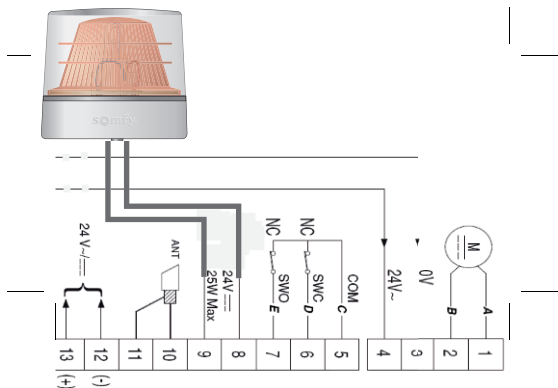 somfy
M
24V~/⎓
ANT
25W Max
24V ⎓
NC
NC
SWO
SWC
COM
E
D
C
24V~
0V
B
A
13
12
11
10
9
8
7
6
5
4
3
2
1
(+)
(-)